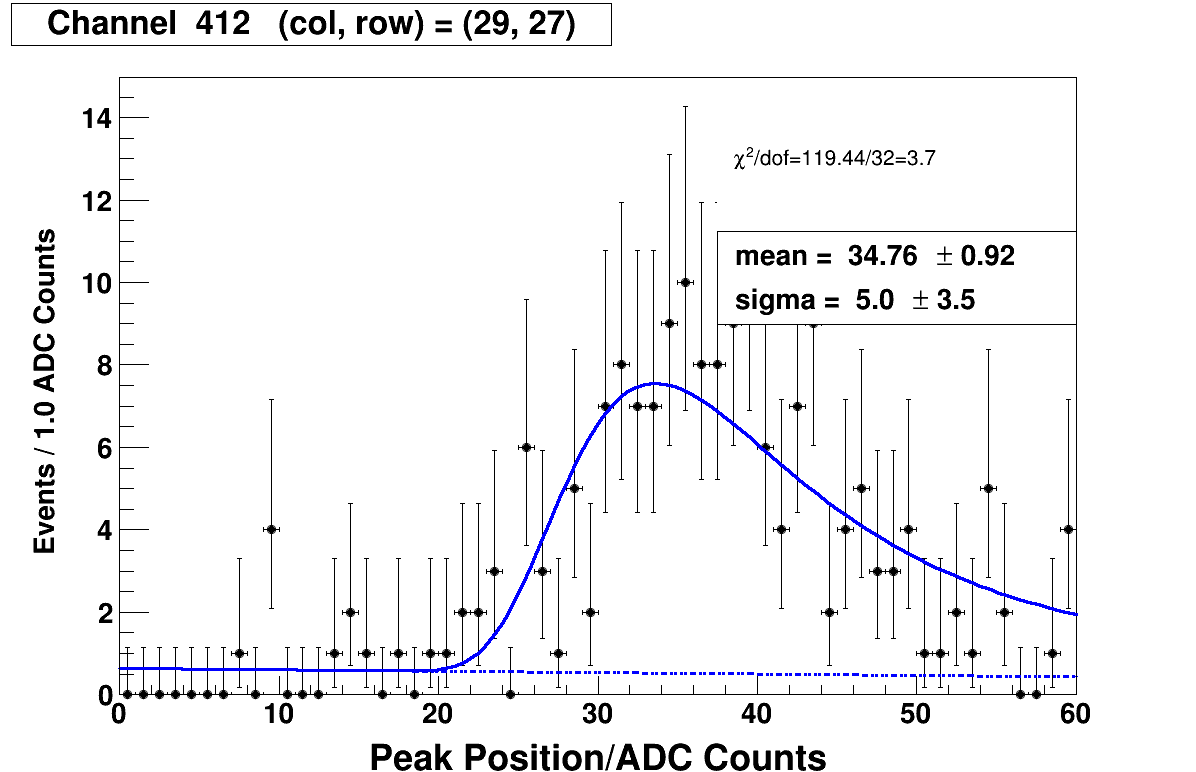 Channel 412 (col, row) = (29, 27)
χ²/dof=119.44/32=3.7
mean = 34.76 ± 0.92
sigma = 5.0 ± 3.5
Events / 1.0 ADC Counts
14
12
10
8
6
4
2
0
0 10 20 30 40 50 60
Peak Position/ADC Counts